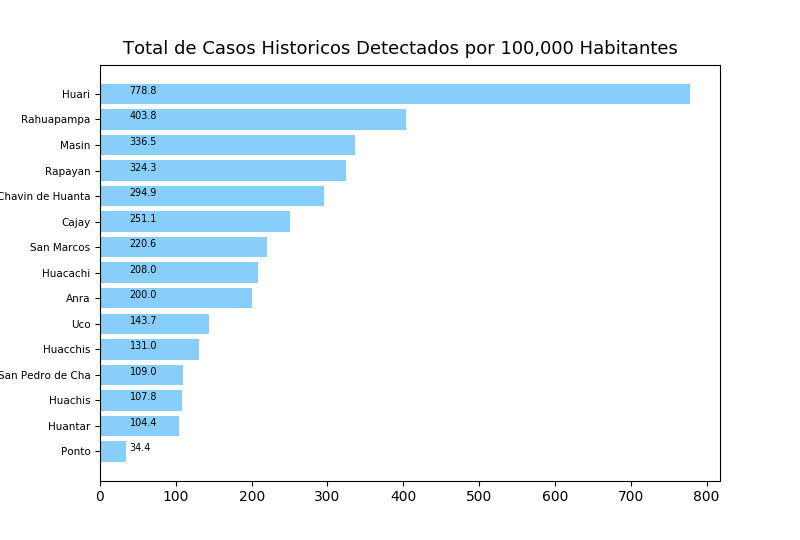 Total de Casos Historicos Detectados por 100,000 Habitantes
Huari 778.8
Rahuapampa 403.8
Masin 336.5
Rapayan 324.3
Chavin de Huanta 294.9
Cajay 251.1
San Marcos 220.6
Huacachi 208.0
Anra 200.0
Uco 143.7
Huacchis 131.0
San Pedro de Cha 109.0
Huachis 107.8
Huantar 104.4
Ponto 34.4
0 100 200 300 400 500 600 700 800